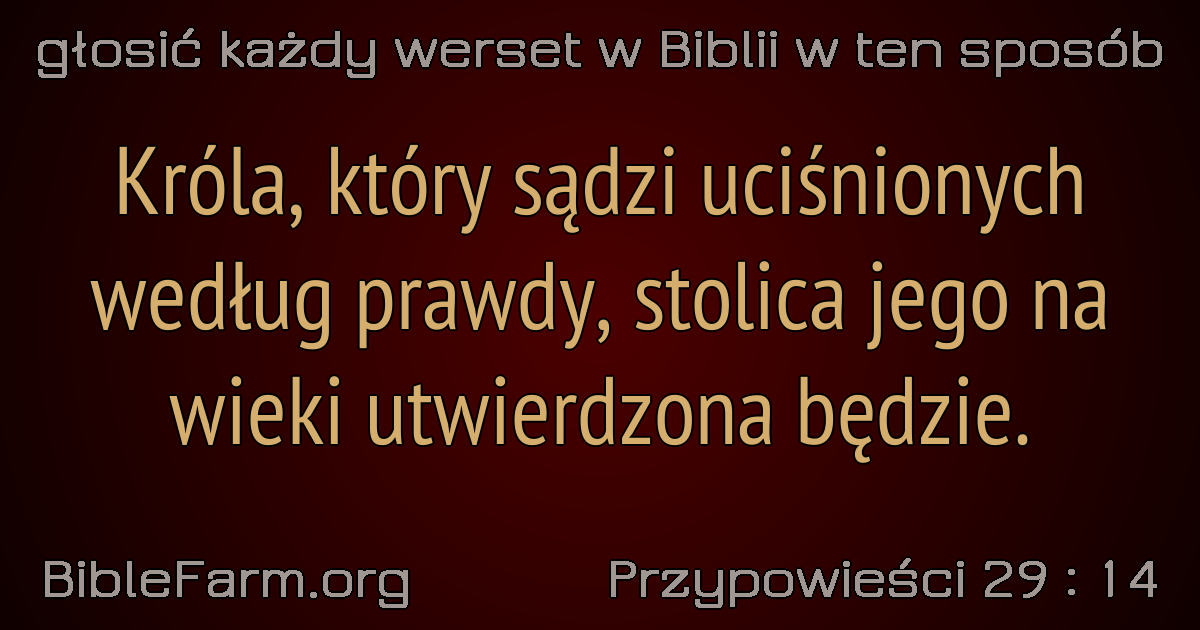 głosić każdy werset w Biblii w ten sposób
Króla, który sądzi uciśnionych
według prawdy, stolica jego na
wieki utwierdzona będzie.
BibleFarm.org
Przypowieści 29 : 14